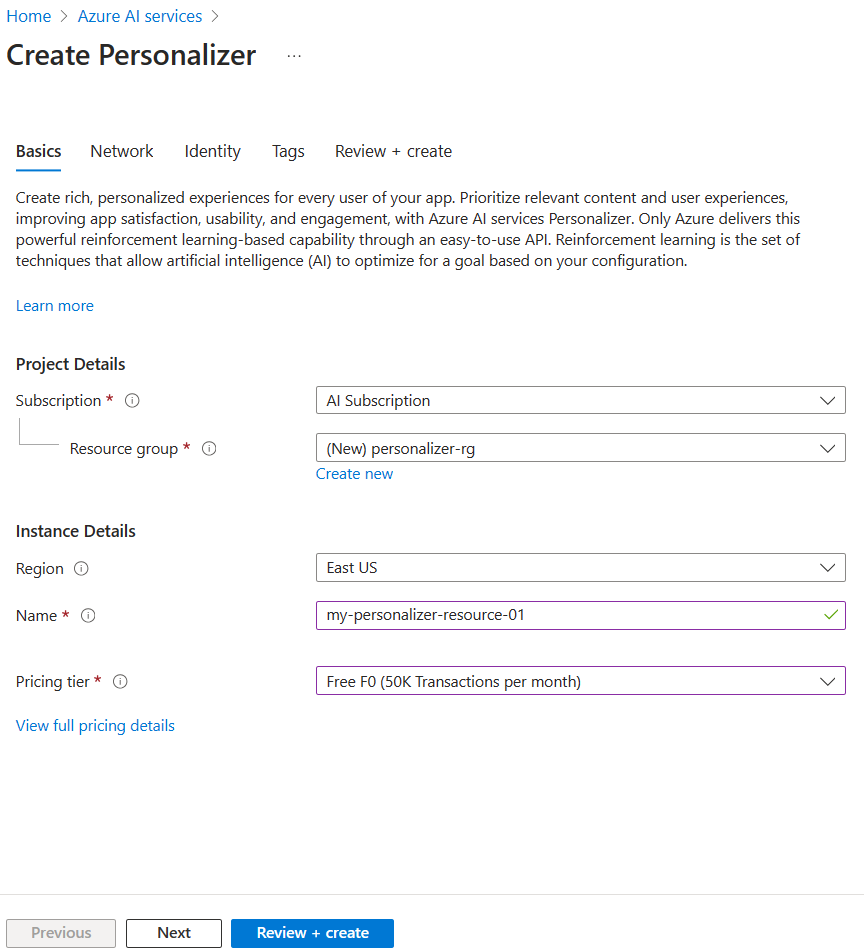 Home > Azure AI services >
Create Personalizer ...
Basics Network Identity Tags Review + create
Create rich, personalized experiences for every user of your app. Prioritize relevant content and user experiences,
improving app satisfaction, usability, and engagement, with Azure AI services Personalizer. Only Azure delivers this
powerful reinforcement learning-based capability through an easy-to-use API. Reinforcement learning is the set of
techniques that allow artificial intelligence (AI) to optimize for a goal based on your configuration.
Learn more
Project Details
Subscription * AI Subscription
Resource group * (New) personalizer-rg
Create new
Instance Details
Region East US
Name * my-personalizer-resource-01
Pricing tier * Free F0 (50K Transactions per month)
View full pricing details
Previous Next Review + create